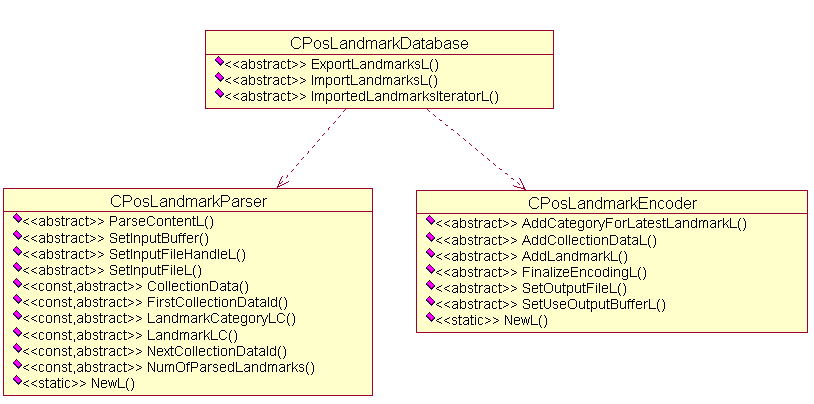 CPosLandmarkDatabase
<<abstract>> ExportLandmarksL()
<<abstract>> ImportLandmarksL()
<<abstract>> ImportedLandmarksIteratorL()
CPosLandmarkParser
<<abstract>> ParseContentL()
<<abstract>> SetInputBuffer()
<<abstract>> SetInputFileHandleL()
<<abstract>> SetInputFileL()
<<const,abstract>> CollectionData()
<<const,abstract>> FirstCollectionDataId()
<<const,abstract>> LandmarkCategoryLC()
<<const,abstract>> LandmarkLC()
<<const,abstract>> NextCollectionDataId()
<<const,abstract>> NumOfParsedLandmarks()
<<static>> NewL()
CPosLandmarkEncoder
<<abstract>> AddCategoryForLatestLandmarkL()
<<abstract>> AddCollectionDataL()
<<abstract>> AddLandmarkL()
<<abstract>> FinalizeEncodingL()
<<abstract>> SetOutputFileL()
<<abstract>> SetUseOutputBufferL()
<<static>> NewL()